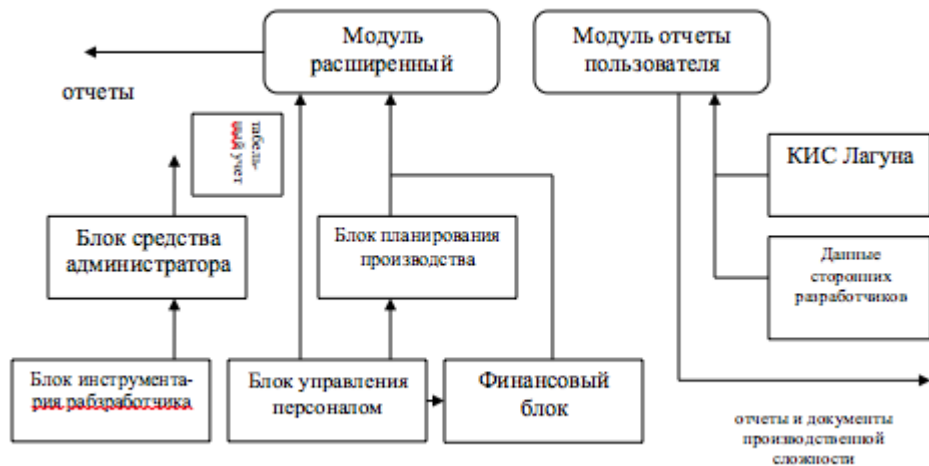 Модуль
расширенный
Модуль отчеты
пользователя
отчеты
табель-
ный учет
КИС Лагуна
Блок средства
администратора
Блок планирования
производства
Данные
сторонних
разработчиков
Блок инструмента-
рия рабзработчика
Блок управления
персоналом
Финансовый
блок
отчеты и документы
производственной
сложности